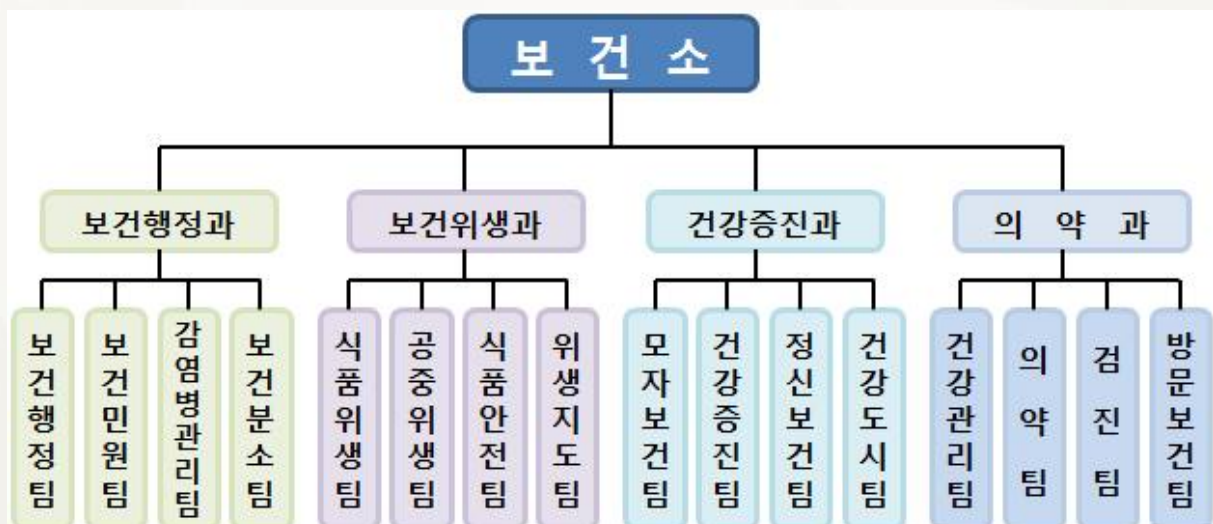 보 건 소
보건행정과
보건위생과
건강증진과
의 약 과
보건행정팀
보건민원팀
감염병관리팀
보건분소팀
식품위생팀
공중위생팀
식품안전팀
위생지도팀
모자보건팀
건강증진팀
정신보건팀
건강도시팀
건강관리팀
의약팀
검진팀
방문보건팀